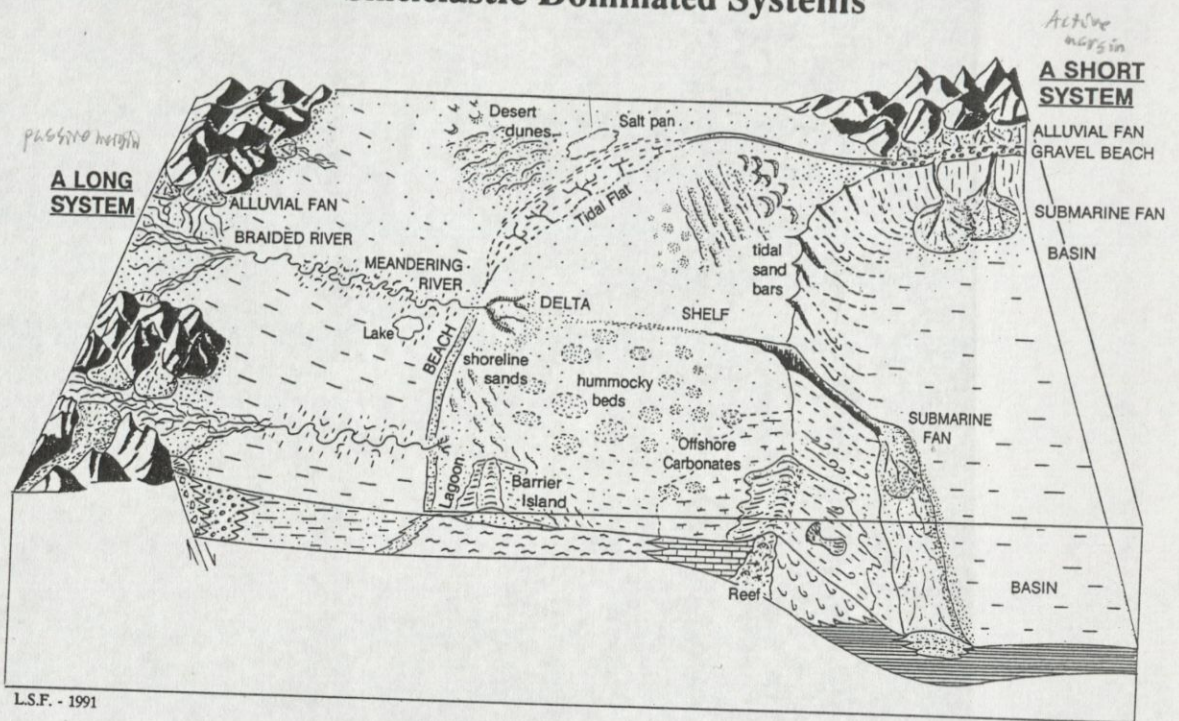 Dominated Systems
Active
margin
A SHORT
SYSTEM
passive margin
A LONG
SYSTEM
Desert
dunes
Salt pan
ALLUVIAL FAN
GRAVEL BEACH
Tidal Flat
ALLUVIAL FAN
SUBMARINE FAN
BRAIDED RIVER
BASIN
MEANDERING
RIVER
tidal
sand
bars
DELTA
SHELF
Lake
BEACH
shoreline
sands
hummocky
beds
SUBMARINE
FAN
Offshore
Carbonates
Lagoon
Barrier
Island
Reef
BASIN
L.S.F. - 1991